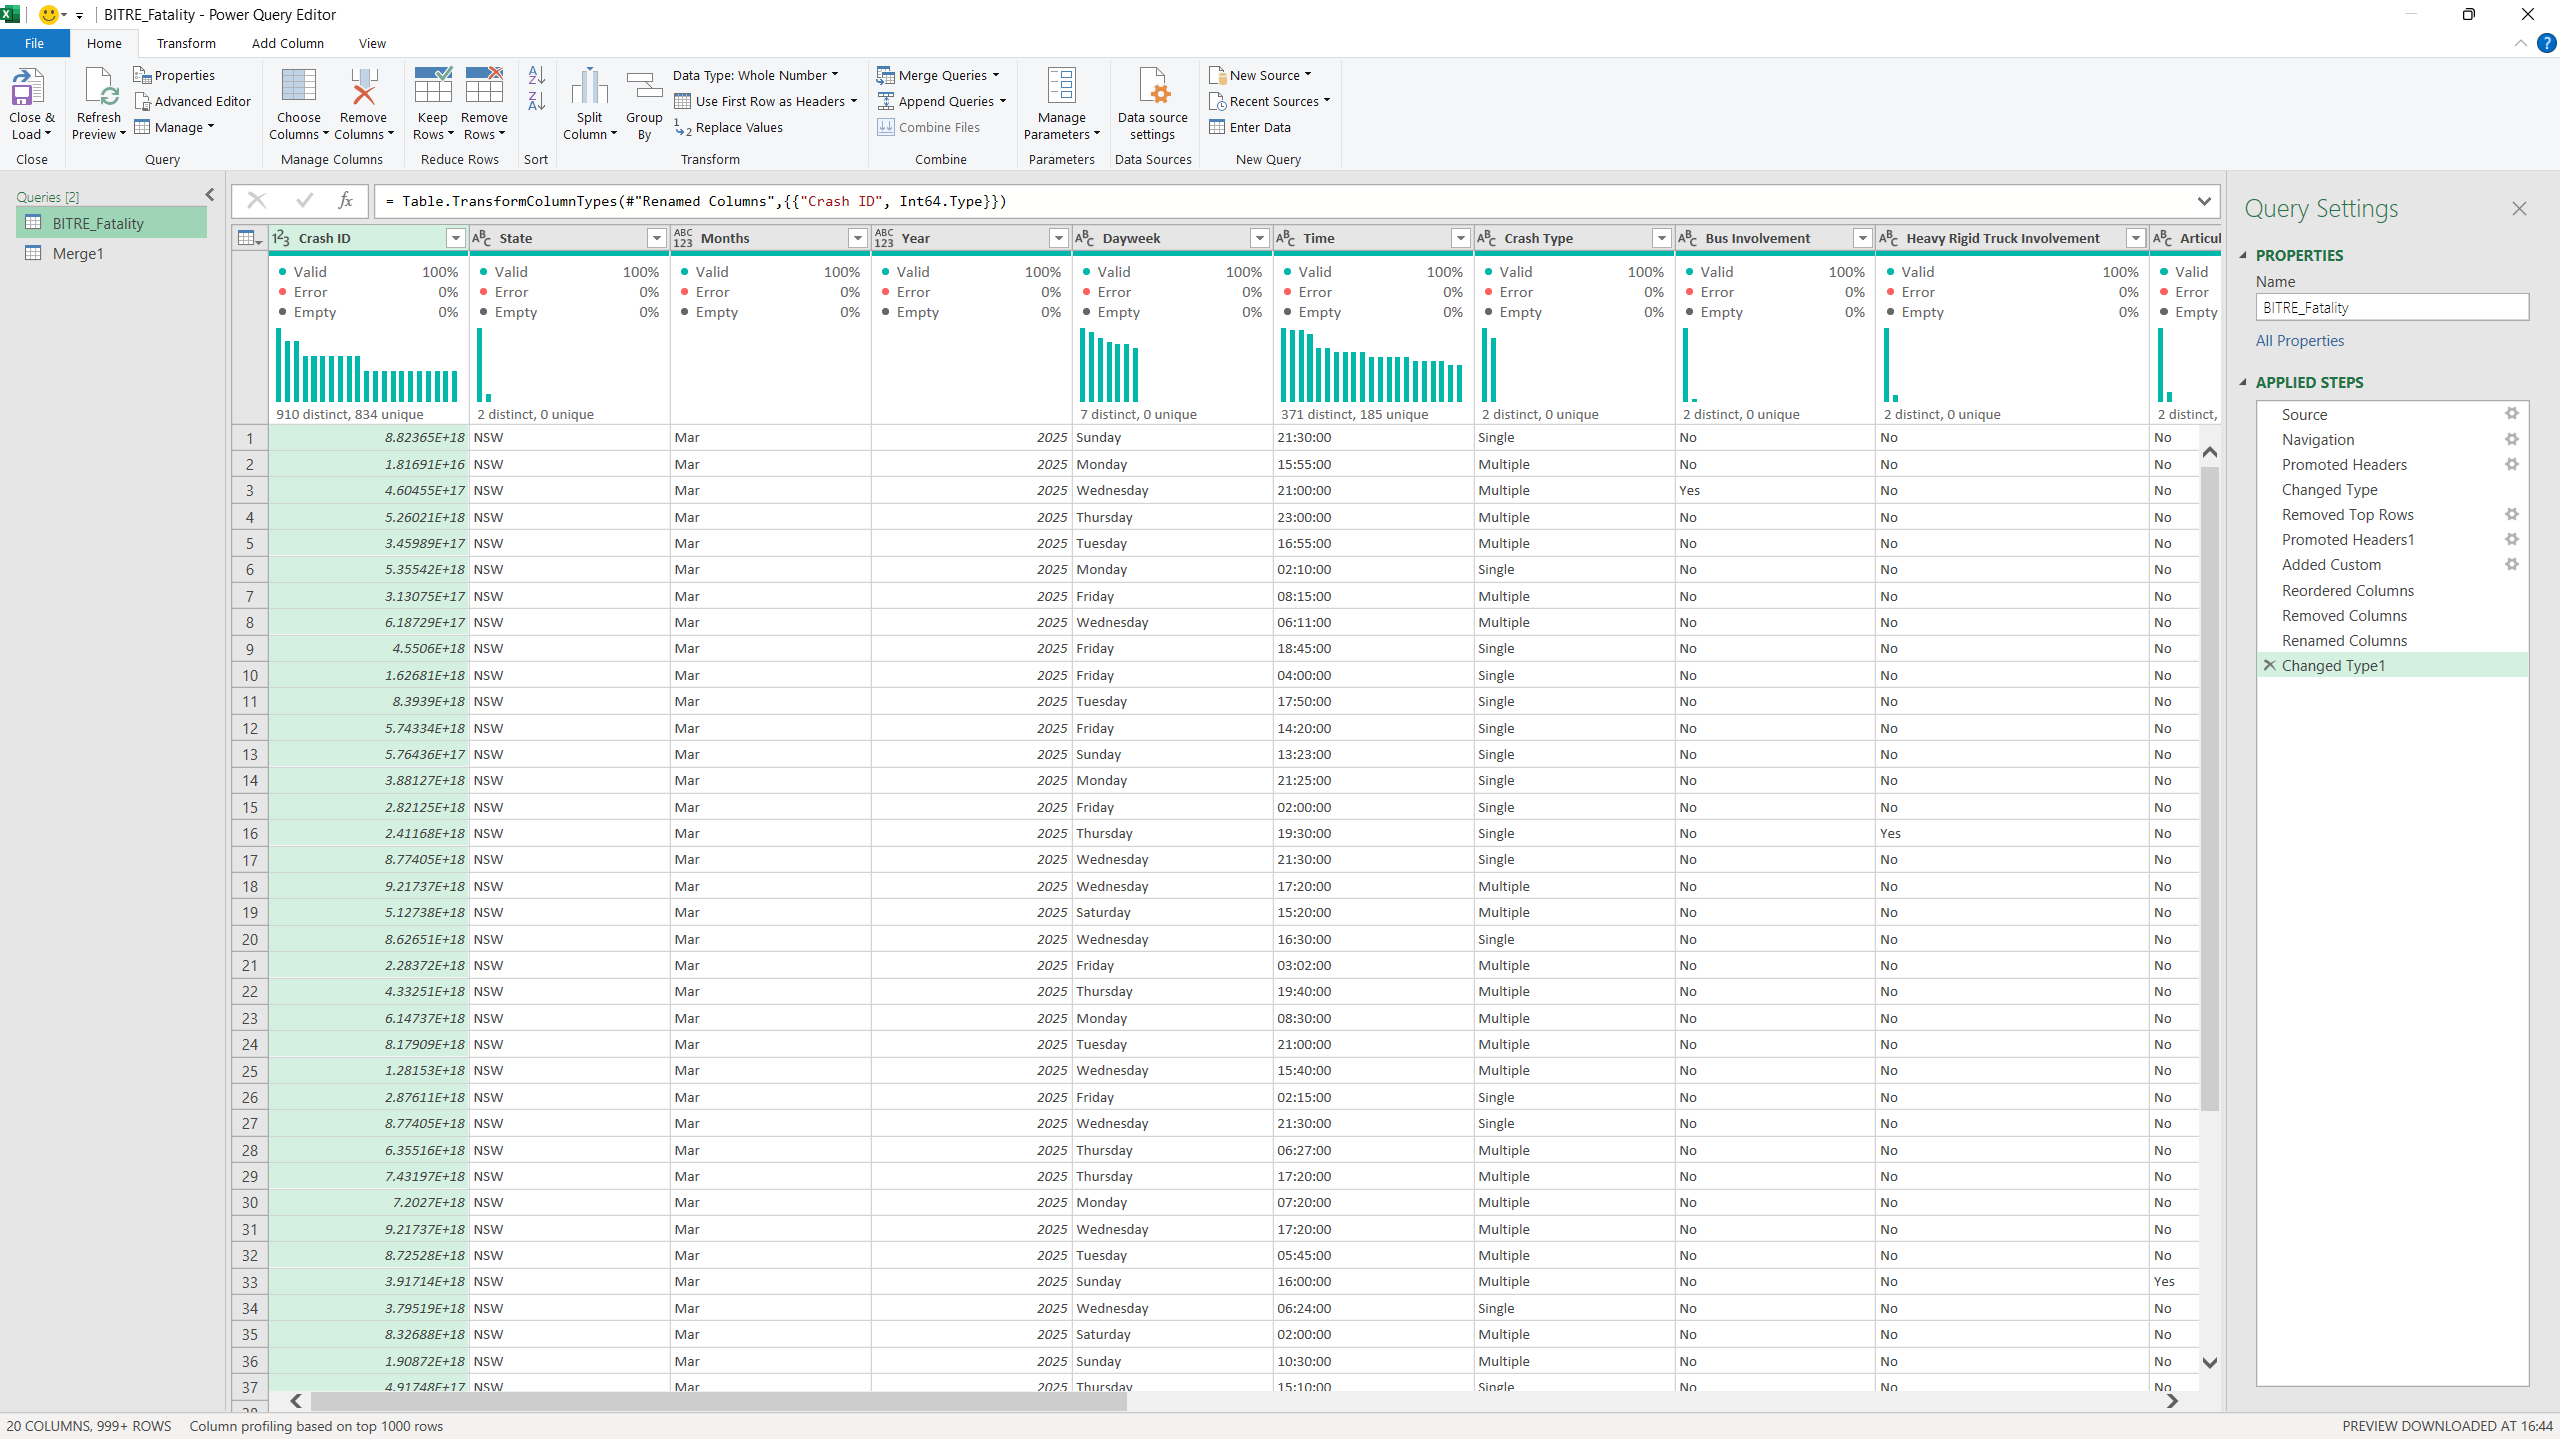 BITRE_Fatality - Power Query Editor
File Home Transform Add Column View
Close & Load
Close
Refresh Preview
Properties
Advanced Editor
Manage
Query
Choose Columns
Remove Columns
Manage Columns
Keep Rows
Remove Rows
Reduce Rows
Sort
Split Column
Group By
Data Type: Whole Number
Use First Row as Headers
Replace Values
Transform
Merge Queries
Append Queries
Combine Files
Combine
Manage Parameters
Parameters
Data source settings
Data Sources
New Source
Recent Sources
Enter Data
New Query
Queries [2]
BITRE_Fatality
Merge1
fx = Table.TransformColumnTypes(#"Renamed Columns",{{"Crash ID", Int64.Type}})
Crash ID State Months Year Dayweek Time Crash Type Bus Involvement Heavy Rigid Truck Involvement Articul
Valid 100% Valid 100% Valid 100% Valid 100% Valid 100% Valid 100% Valid 100% Valid 100% Valid 100% Valid
Error 0% Error 0% Error 0% Error 0% Error 0% Error 0% Error 0% Error 0% Error 0% Error
Empty 0% Empty 0% Empty 0% Empty 0% Empty 0% Empty 0% Empty 0% Empty 0% Empty 0% Empty
910 distinct, 834 unique 2 distinct, 0 unique 7 distinct, 0 unique 371 distinct, 185 unique 2 distinct, 0 unique 2 distinct, 0 unique 2 distinct, 0 unique 2 distinct,
1 8.82365E+18 NSW Mar 2025 Sunday 21:30:00 Single No No No
2 1.81691E+16 NSW Mar 2025 Monday 15:55:00 Multiple No No No
3 4.60455E+17 NSW Mar 2025 Wednesday 21:00:00 Multiple Yes No No
4 5.26021E+18 NSW Mar 2025 Thursday 23:00:00 Multiple No No No
5 3.45989E+17 NSW Mar 2025 Tuesday 16:55:00 Multiple No No No
6 5.35542E+18 NSW Mar 2025 Monday 02:10:00 Single No No No
7 3.13075E+17 NSW Mar 2025 Friday 08:15:00 Multiple No No No
8 6.18729E+17 NSW Mar 2025 Wednesday 06:11:00 Multiple No No No
9 4.5506E+18 NSW Mar 2025 Friday 18:45:00 Single No No No
10 1.62681E+18 NSW Mar 2025 Friday 04:00:00 Single No No No
11 8.3939E+18 NSW Mar 2025 Tuesday 17:50:00 Single No No No
12 5.74334E+18 NSW Mar 2025 Friday 14:20:00 Single No No No
13 5.76436E+17 NSW Mar 2025 Sunday 13:23:00 Single No No No
14 3.88127E+18 NSW Mar 2025 Monday 21:25:00 Single No No No
15 2.82125E+18 NSW Mar 2025 Friday 02:00:00 Single No No No
16 2.41168E+18 NSW Mar 2025 Thursday 19:30:00 Single No Yes No
17 8.77405E+18 NSW Mar 2025 Wednesday 21:30:00 Single No No No
18 9.21737E+18 NSW Mar 2025 Wednesday 17:20:00 Multiple No No No
19 5.12738E+18 NSW Mar 2025 Saturday 15:20:00 Multiple No No No
20 8.62651E+18 NSW Mar 2025 Wednesday 16:30:00 Single No No No
21 2.28372E+18 NSW Mar 2025 Friday 03:02:00 Multiple No No No
22 4.33251E+18 NSW Mar 2025 Thursday 19:40:00 Multiple No No No
23 6.14737E+18 NSW Mar 2025 Monday 08:30:00 Multiple No No No
24 8.17909E+18 NSW Mar 2025 Tuesday 21:00:00 Multiple No No No
25 1.28153E+18 NSW Mar 2025 Wednesday 15:40:00 Multiple No No No
26 2.87611E+18 NSW Mar 2025 Friday 02:15:00 Single No No No
27 8.77405E+18 NSW Mar 2025 Wednesday 21:30:00 Single No No No
28 6.35516E+18 NSW Mar 2025 Thursday 06:27:00 Multiple No No No
29 7.43197E+18 NSW Mar 2025 Thursday 17:20:00 Multiple No No No
30 7.2027E+18 NSW Mar 2025 Monday 07:20:00 Multiple No No No
31 9.21737E+18 NSW Mar 2025 Wednesday 17:20:00 Multiple No No No
32 8.72528E+18 NSW Mar 2025 Tuesday 05:45:00 Multiple No No No
33 3.91714E+18 NSW Mar 2025 Sunday 16:00:00 Multiple No No Yes
34 3.79519E+18 NSW Mar 2025 Wednesday 06:24:00 Single No No No
35 8.32688E+18 NSW Mar 2025 Saturday 02:00:00 Multiple No No No
36 1.90872E+18 NSW Mar 2025 Sunday 10:30:00 Multiple No No No
37 4.91748E+17 NSW Mar 2025 Thursday 15:10:00 Single No No No
Query Settings
PROPERTIES
Name
BITRE_Fatality
All Properties
APPLIED STEPS
Source
Navigation
Promoted Headers
Changed Type
Removed Top Rows
Promoted Headers1
Added Custom
Reordered Columns
Removed Columns
Renamed Columns
Changed Type1
20 COLUMNS, 999+ ROWS Column profiling based on top 1000 rows PREVIEW DOWNLOADED AT 16:44